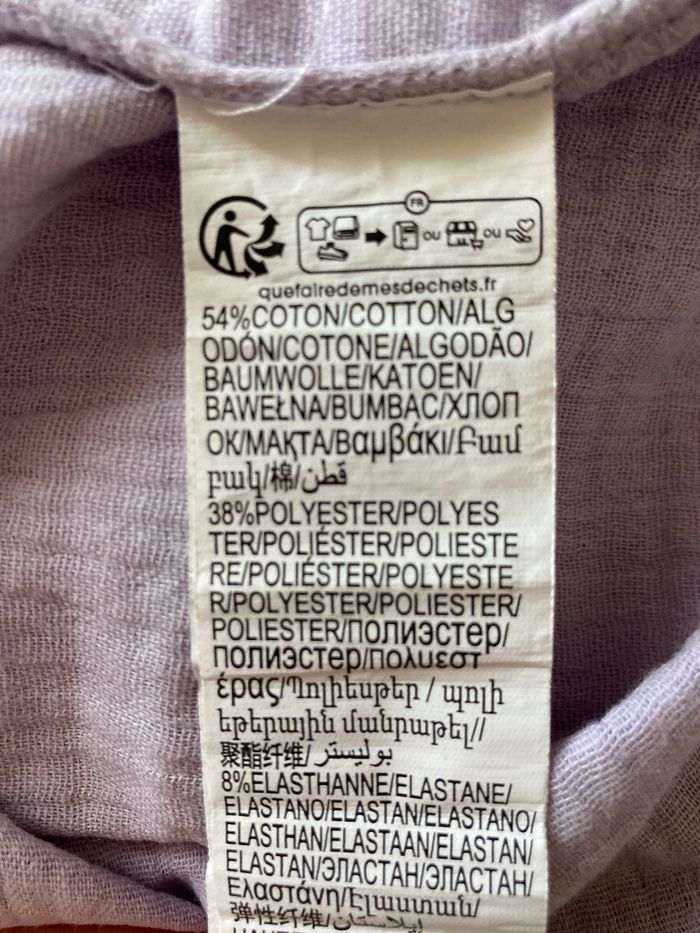 FR
OU
OU
quefairedemesdechets.fr
54%COTON/COTTON/ALG
ODÓN/COTONE/ALGODÃO/
BAUMWOLLE/KATOEN/
BAWEŁNA/BUMBAC/ХЛОП
ОК/МАҚТА/Βαμβάκι/Բամ
բակ/棉/قطن
38%POLYESTER/POLYES
TER/POLIÉSTER/POLIESTE
RE/POLIÉSTER/POLYESTE
R/POLYESTER/POLIESTER/
POLIESTER/полиэстер/
полиэстер/πολυεστ
έρας/Պոլիեսթեր / պոլի
եթերային մանրաթել//
聚酯纤维/بوليستر
8%ELASTHANNE/ELASTANE/
ELASTANO/ELASTAN/ELASTANO/
ELASTHAN/ELASTAAN/ELASTAN/
ELASTAN/ЭЛАСТАН/ЭЛАСТАН/
Ελαστάνη/Էլաստան/
弹性纤维/إيلاستان